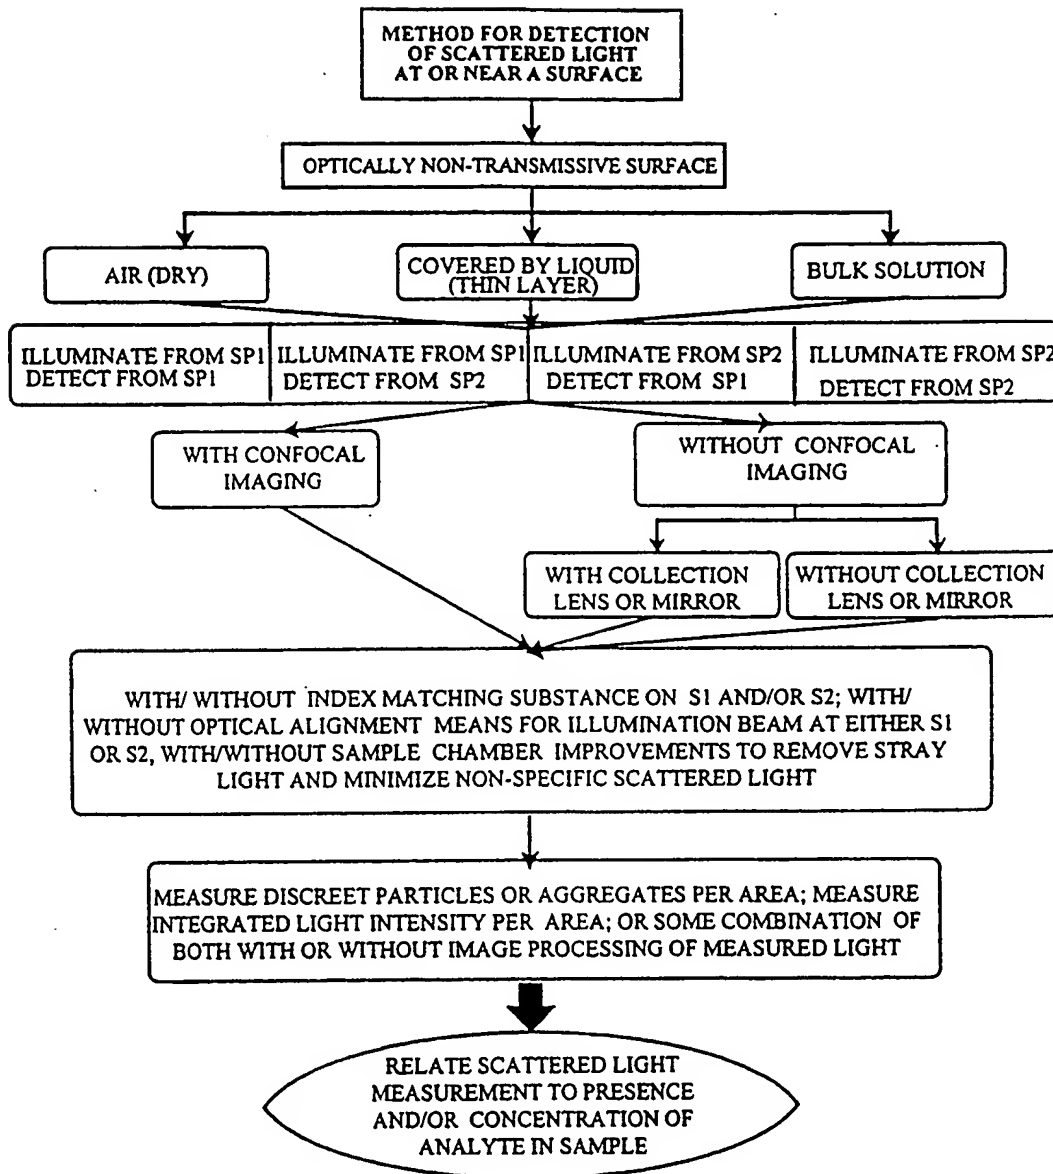 METHOD FOR DETECTION
OF SCATTERED LIGHT
AT OR NEAR A SURFACE
OPTICALLY NON-TRANSMISSIVE SURFACE
AIR (DRY)
COVERED BY LIQUID
(THIN LAYER)
BULK SOLUTION
ILLUMINATE FROM SP1
DETECT FROM SP1
ILLUMINATE FROM SP1
DETECT FROM SP2
ILLUMINATE FROM SP2
DETECT FROM SP1
ILLUMINATE FROM SP2
DETECT FROM SP2
WITH CONFOCAL
IMAGING
WITHOUT CONFOCAL
IMAGING
WITH COLLECTION
LENS OR MIRROR
WITHOUT COLLECTION
LENS OR MIRROR
WITH/ WITHOUT INDEX MATCHING SUBSTANCE ON S1 AND/OR S2; WITH/
WITHOUT OPTICAL ALIGNMENT MEANS FOR ILLUMINATION BEAM AT EITHER S1
OR S2, WITH/WITHOUT SAMPLE CHAMBER IMPROVEMENTS TO REMOVE STRAY
LIGHT AND MINIMIZE NON-SPECIFIC SCATTERED LIGHT
MEASURE DISCREET PARTICLES OR AGGREGATES PER AREA; MEASURE
INTEGRATED LIGHT INTENSITY PER AREA; OR SOME COMBINATION OF
BOTH WITH OR WITHOUT IMAGE PROCESSING OF MEASURED LIGHT
RELATE SCATTERED LIGHT
MEASUREMENT TO PRESENCE
AND/OR CONCENTRATION OF
ANALYTE IN SAMPLE